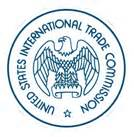 UNITED STATES INTERNATIONAL TRADE COMMISSION